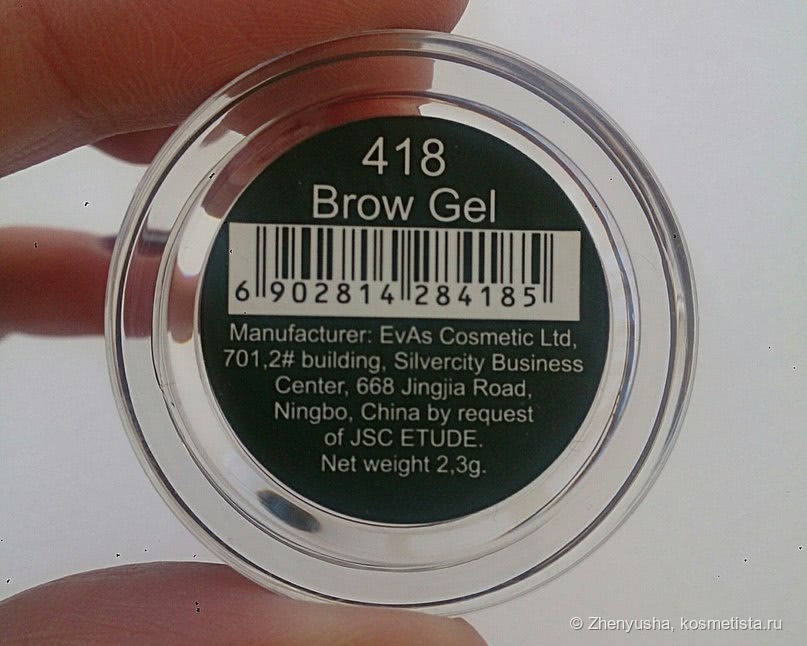 418
Brow Gel
6 902814 284185
Manufacturer: EvAs Cosmetic Ltd,
701,2# building, Silvercity Business
Center, 668 Jingjia Road,
Ningbo, China by request
of JSC ETUDE.
Net weight 2,3g.
© Zhenyusha, kosmetista.ru